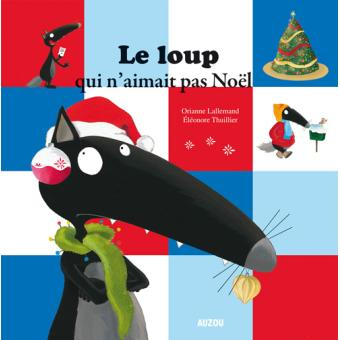 Le loup
qui n'aimait pas Noël
Orianne Lallemand
Éléonore Thuillier
AUZOU